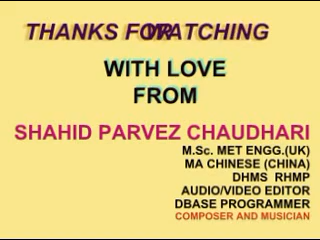 THANKS FOR WATCHING
WITH LOVE
FROM
SHAHID PARVEZ CHAUDHARI
M.Sc. MET ENGG.(UK)
MA CHINESE (CHINA)
DHMS RHMP
AUDIO/VIDEO EDITOR
DBASE PROGRAMMER
COMPOSER AND MUSICIAN